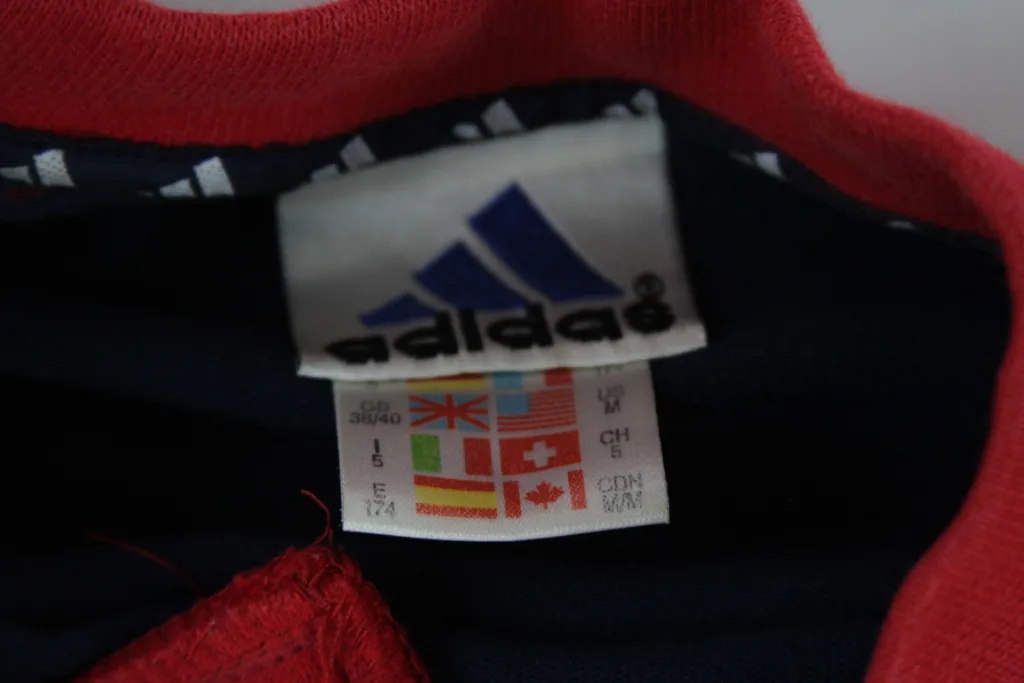 adidas®
GB
38/40
US
M
I
5
CH
5
E
174
CDN
M/M